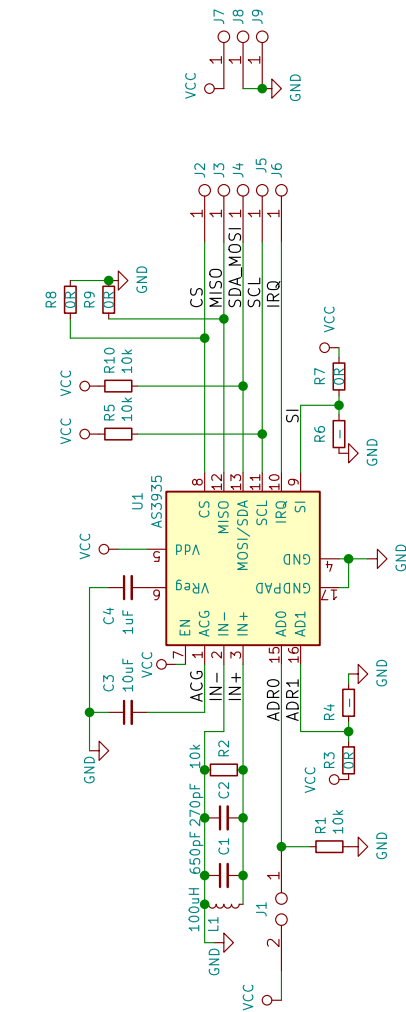 J7
J8
J9
1
1
1
VCC
GND
J2
J3
J4
J5
J6
1
1
1
1
1
CS
MISO
SDA_MOSI
SCL
IRQ
GND
R8
0R
R9
0R
VCC
R10
10k
VCC
R5
10k
VCC
R7
0R
SI
R6
–
GND
U1
AS3935
8
12
13
11
10
9
CS
MISO
MOSI/SDA
SCL
IRQ
SI
VCC
5
Vdd
6
VReg
GND
4
GNDPAD
17
GND
EN
ACG
IN-
IN+
AD0
AD1
7
1
2
3
15
16
C4
1uF
C3
10uF
VCC
GND
ACG
IN-
IN+
ADR0
ADR1
GND
R4
–
R3
0R
VCC
10k
R2
270pF
C2
650pF
C1
100uH
L1
GND
R1
10k
GND
J1
1
2
VCC